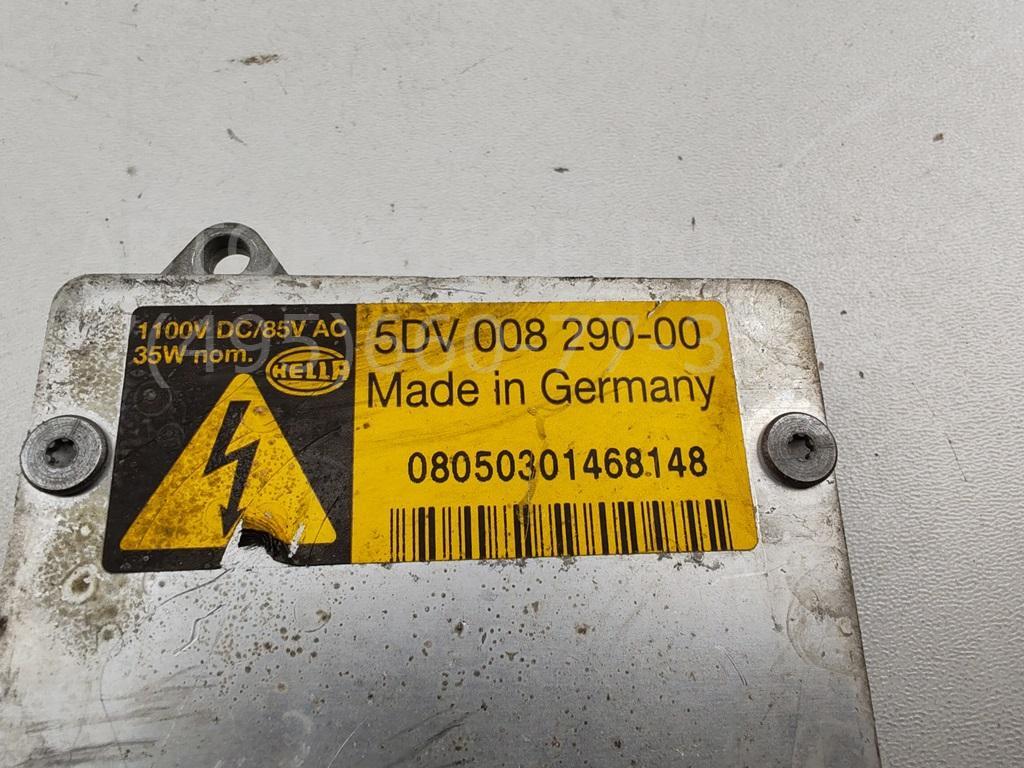 1100V DC/85V AC
35W nom.
HELLA
5DV 008 290-00
Made in Germany
08050301468148